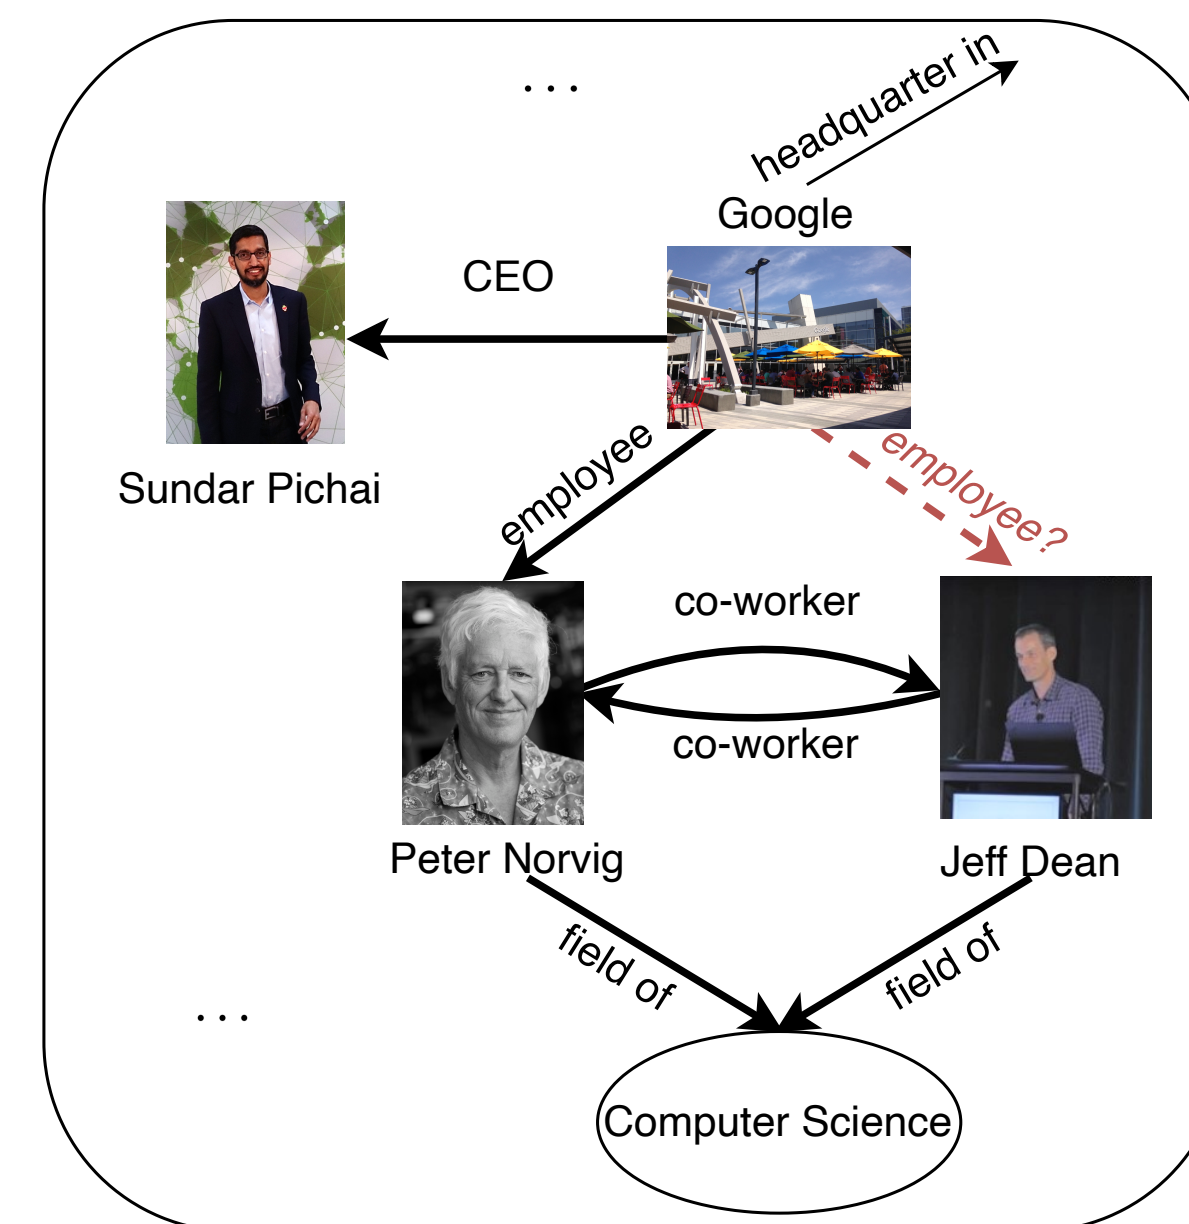 . . .
headquarter in
Google
CEO
Sundar Pichai
employee
employee?
co-worker
co-worker
Peter Norvig
Jeff Dean
field of
field of
. . .
Computer Science